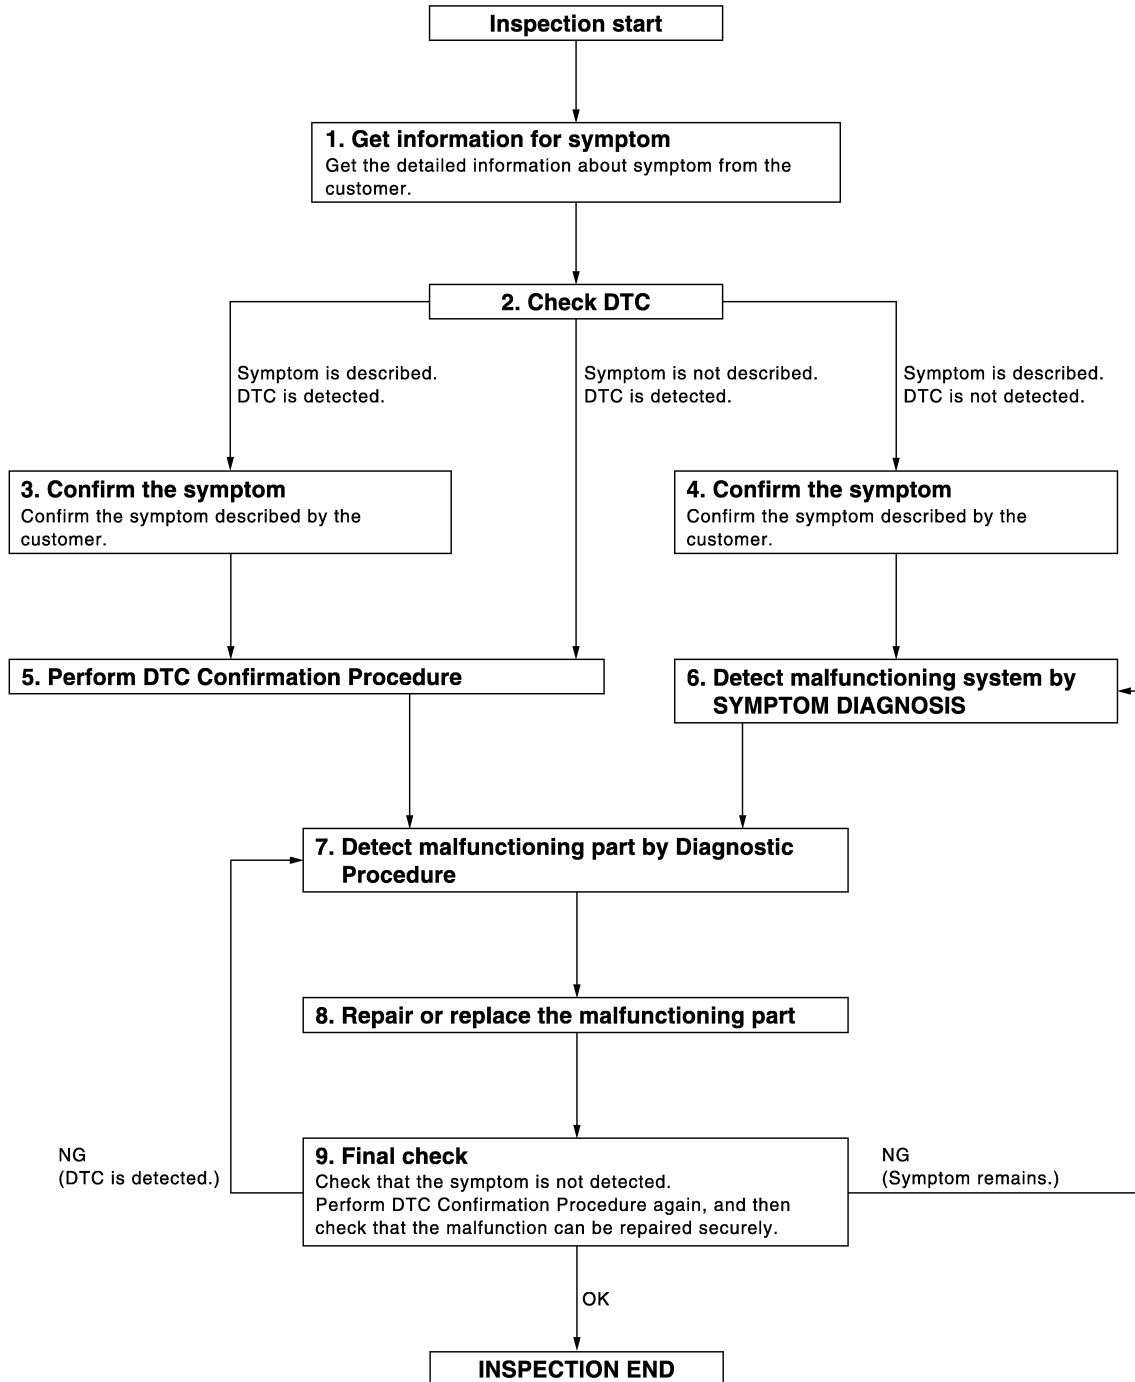 Inspection start
1. Get information for symptom
Get the detailed information about symptom from the
customer.
2. Check DTC
Symptom is described.
DTC is detected.
Symptom is not described.
DTC is detected.
Symptom is described.
DTC is not detected.
3. Confirm the symptom
Confirm the symptom described by the
customer.
4. Confirm the symptom
Confirm the symptom described by the
customer.
5. Perform DTC Confirmation Procedure
6. Detect malfunctioning system by
SYMPTOM DIAGNOSIS
7. Detect malfunctioning part by Diagnostic
Procedure
8. Repair or replace the malfunctioning part
NG
(DTC is detected.)
9. Final check
Check that the symptom is not detected.
Perform DTC Confirmation Procedure again, and then
check that the malfunction can be repaired securely.
NG
(Symptom remains.)
OK
INSPECTION END